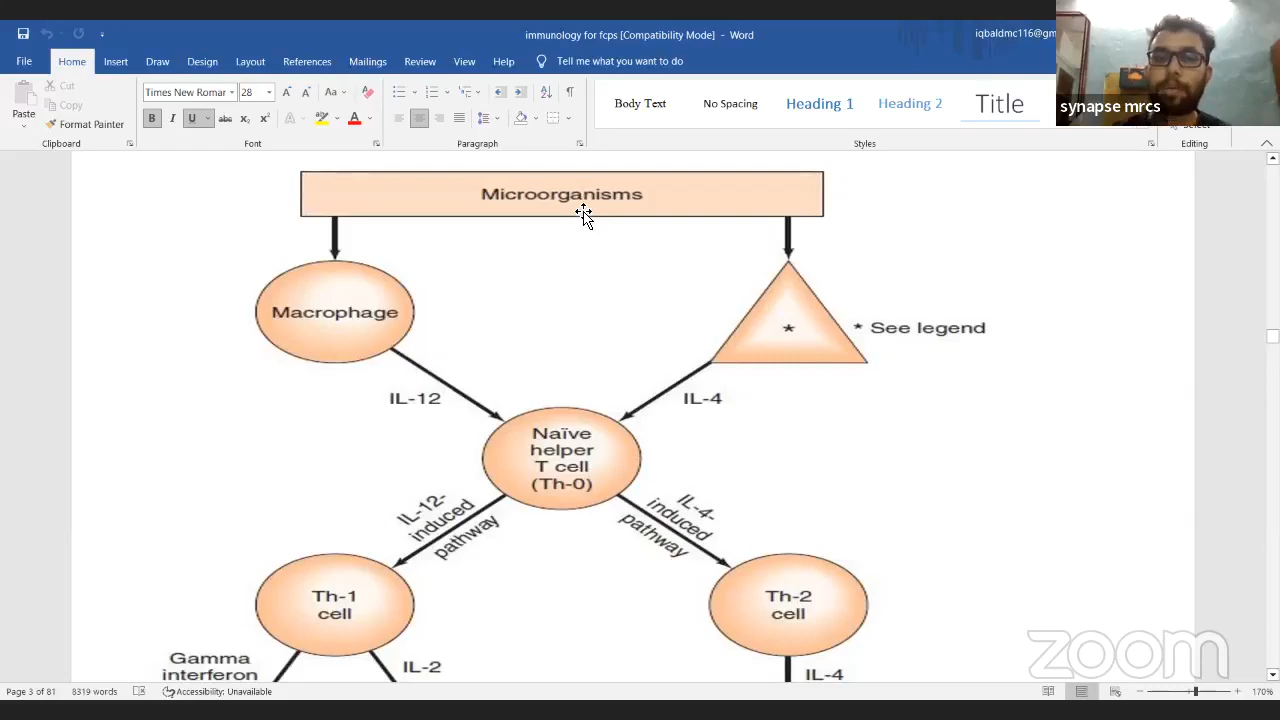 immunology for fcps [Compatibility Mode] - Word
iqbaldmc116@gm
File Home Insert Draw Design Layout References Mailings Review View Help Tell me what you want to do
Paste
Cut
Copy
Format Painter
Clipboard
Times New Romar 28
Font
Paragraph
Body Text No Spacing Heading 1 Heading 2 Title
Styles
Editing
synapse mrcs
Microorganisms
Macrophage
*
* See legend
IL-12
IL-4
Naïve
helper
T cell
(Th-0)
IL-12-
induced
pathway
IL-4-
induced
pathway
Th-1
cell
Th-2
cell
Gamma
interferon
IL-2
IL-4
zoom
Page 3 of 81 8319 words Accessibility: Unavailable 170%